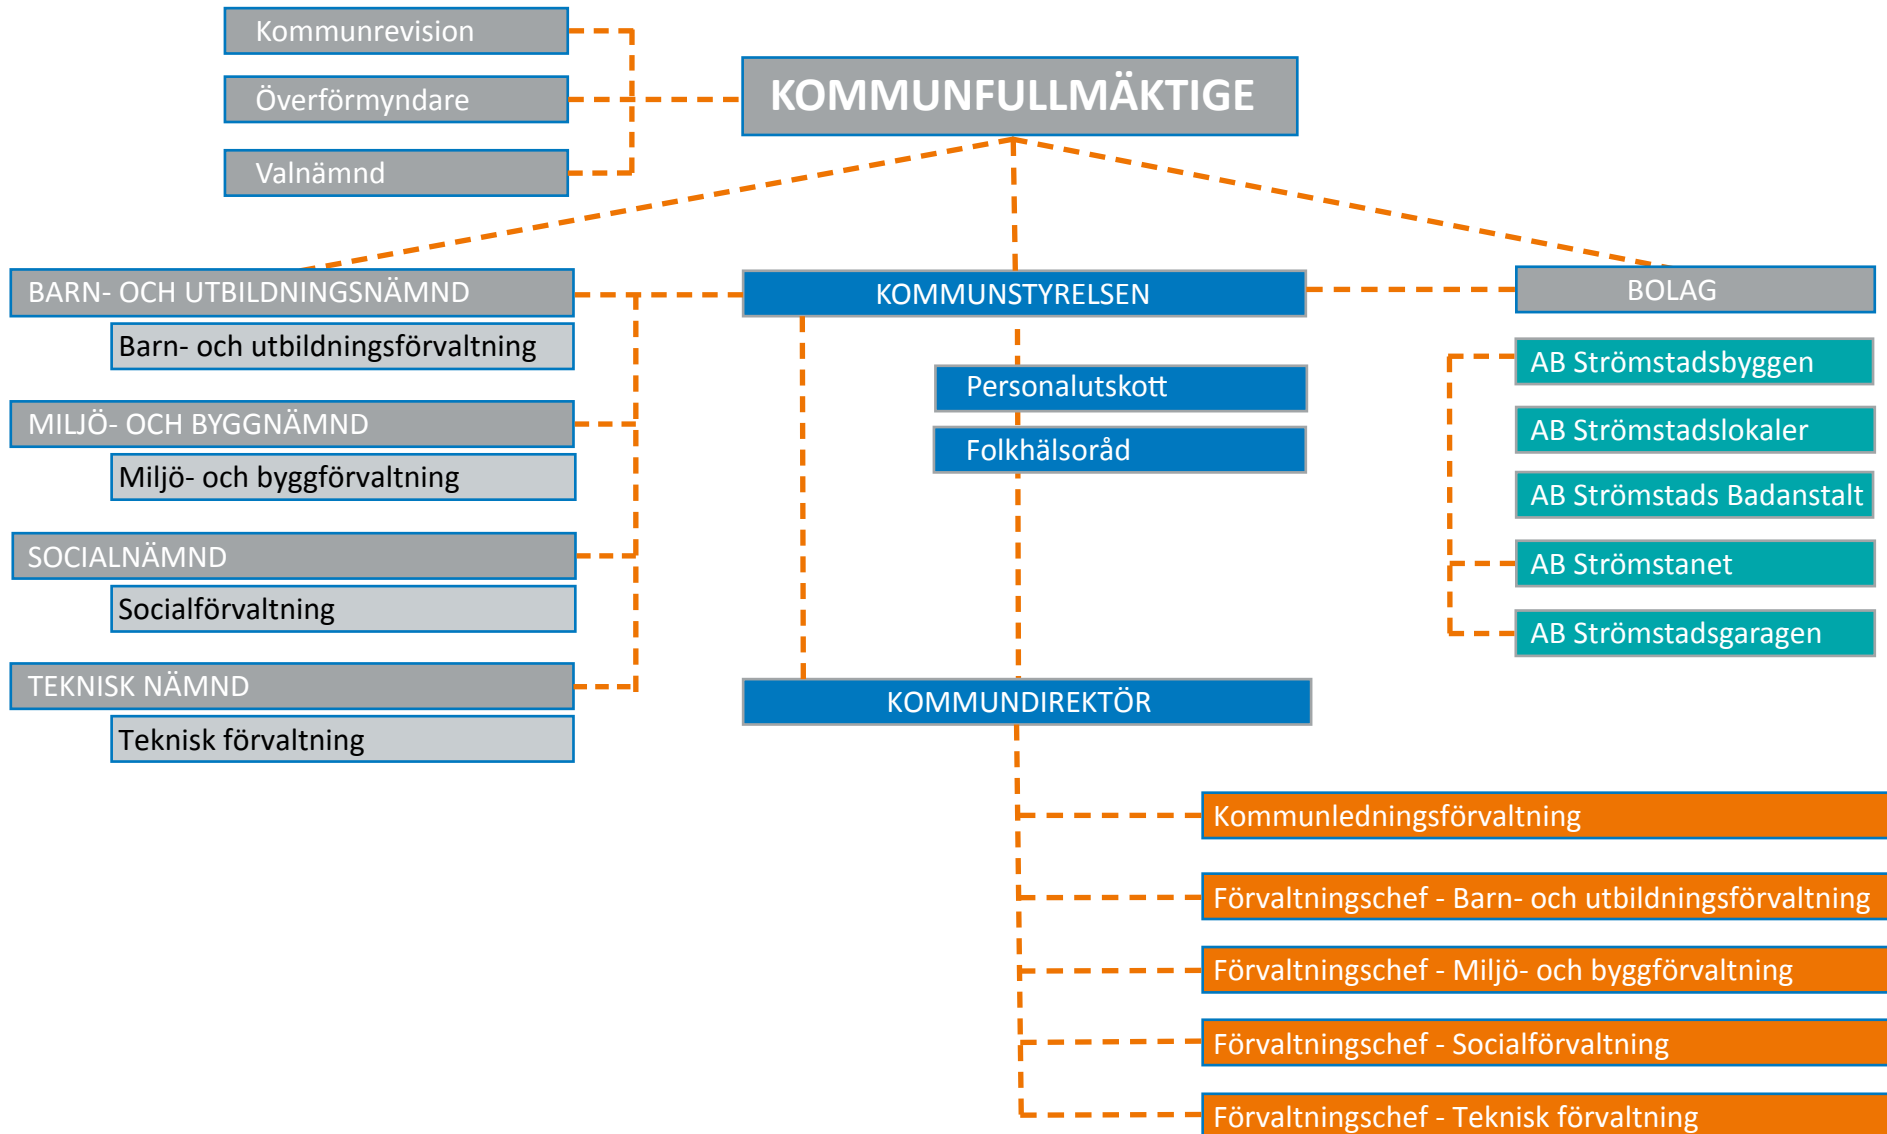 Kommunrevision
Överförmyndare
Valnämnd
KOMMUNFULLMÄKTIGE
BARN- OCH UTBILDNINGSNÄMND
Barn- och utbildningsförvaltning
MILJÖ- OCH BYGGNÄMND
Miljö- och byggförvaltning
SOCIALNÄMND
Socialförvaltning
TEKNISK NÄMND
Teknisk förvaltning
KOMMUNSTYRELSEN
Personalutskott
Folkhälsoråd
KOMMUNDIREKTÖR
BOLAG
AB Strömstadsbyggen
AB Strömstadslokaler
AB Strömstads Badanstalt
AB Strömstanet
AB Strömstadsgaragen
Kommunledningsförvaltning
Förvaltningschef - Barn- och utbildningsförvaltning
Förvaltningschef - Miljö- och byggförvaltning
Förvaltningschef - Socialförvaltning
Förvaltningschef - Teknisk förvaltning